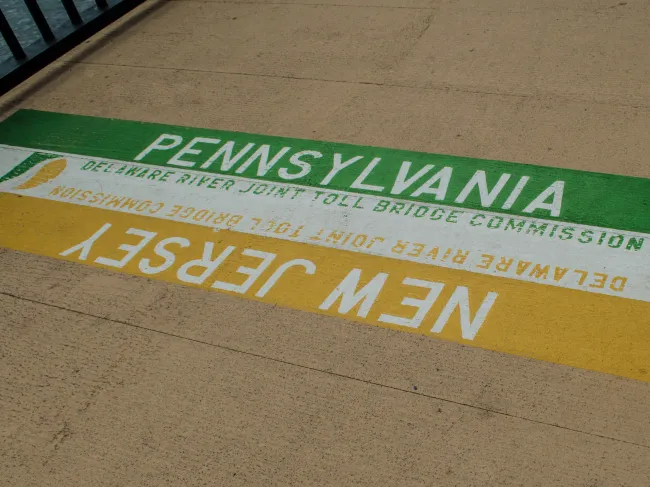 PENNSYLVANIA
DELAWARE RIVER JOINT TOLL BRIDGE COMMISSION
DELAWARE RIVER JOINT TOLL BRIDGE COMMISSION
NEW JERSEY